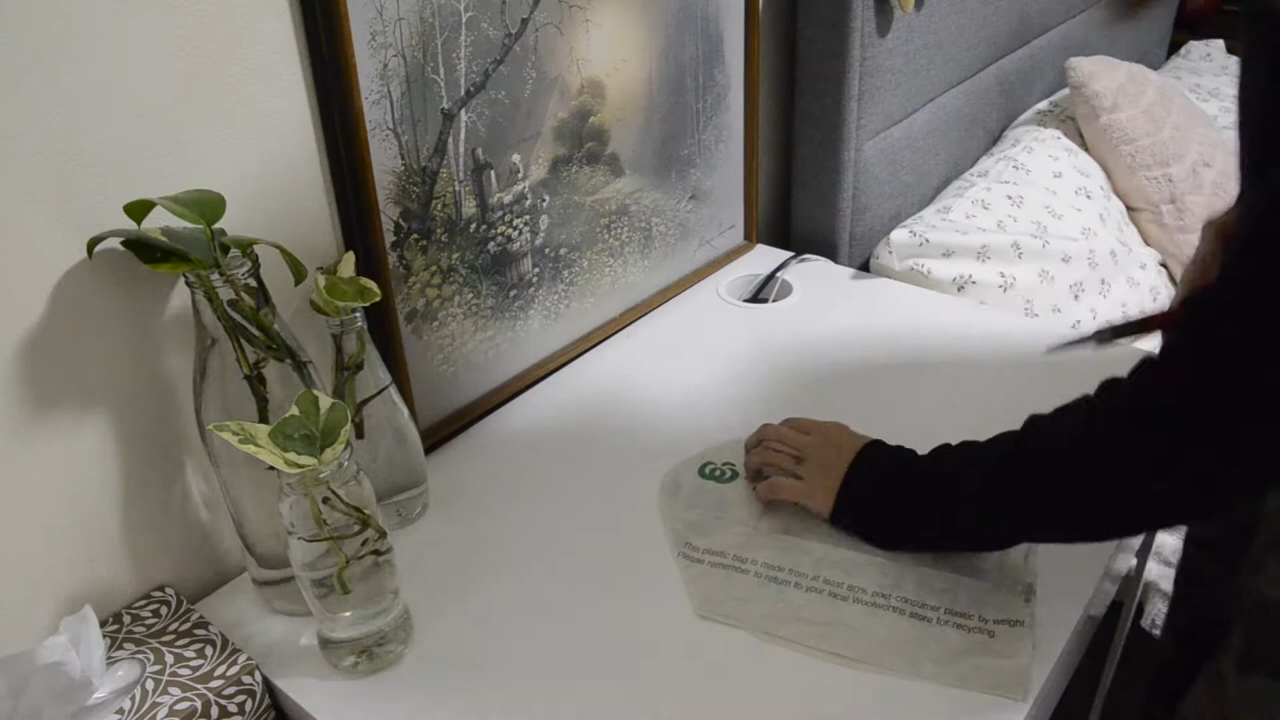 This plastic bag is made from at least 80% post-consumer plastic by weight.
Please remember to return to your local Woolworths store for recycling.